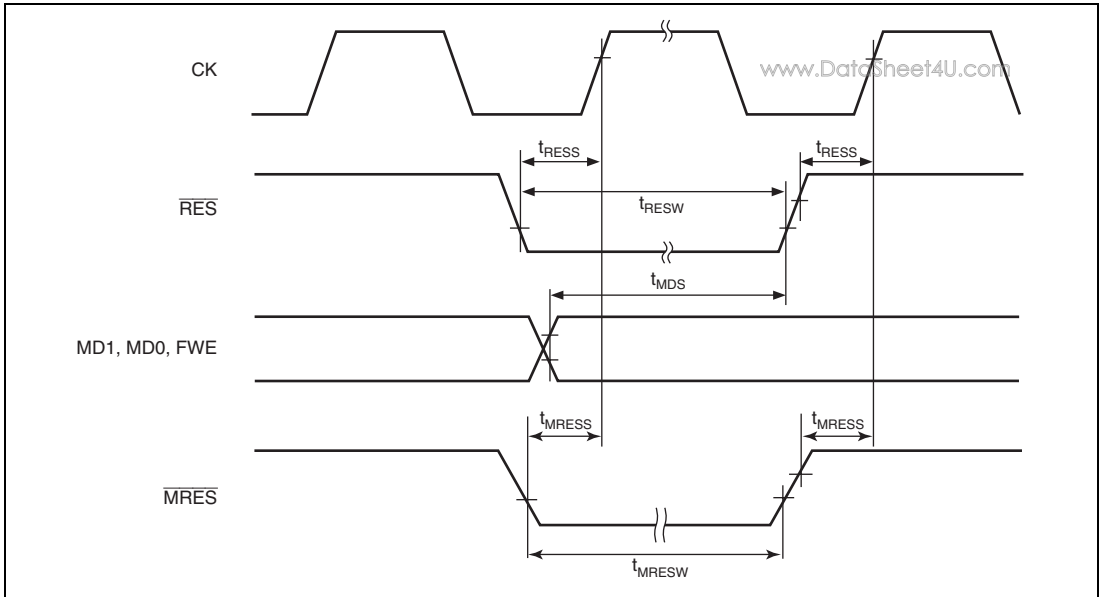 CK
www.DataSheet4U.com
tRESS
tRESS
RES
tRESW
tMDS
MD1, MD0, FWE
tMRESS
tMRESS
MRES
tMRESW